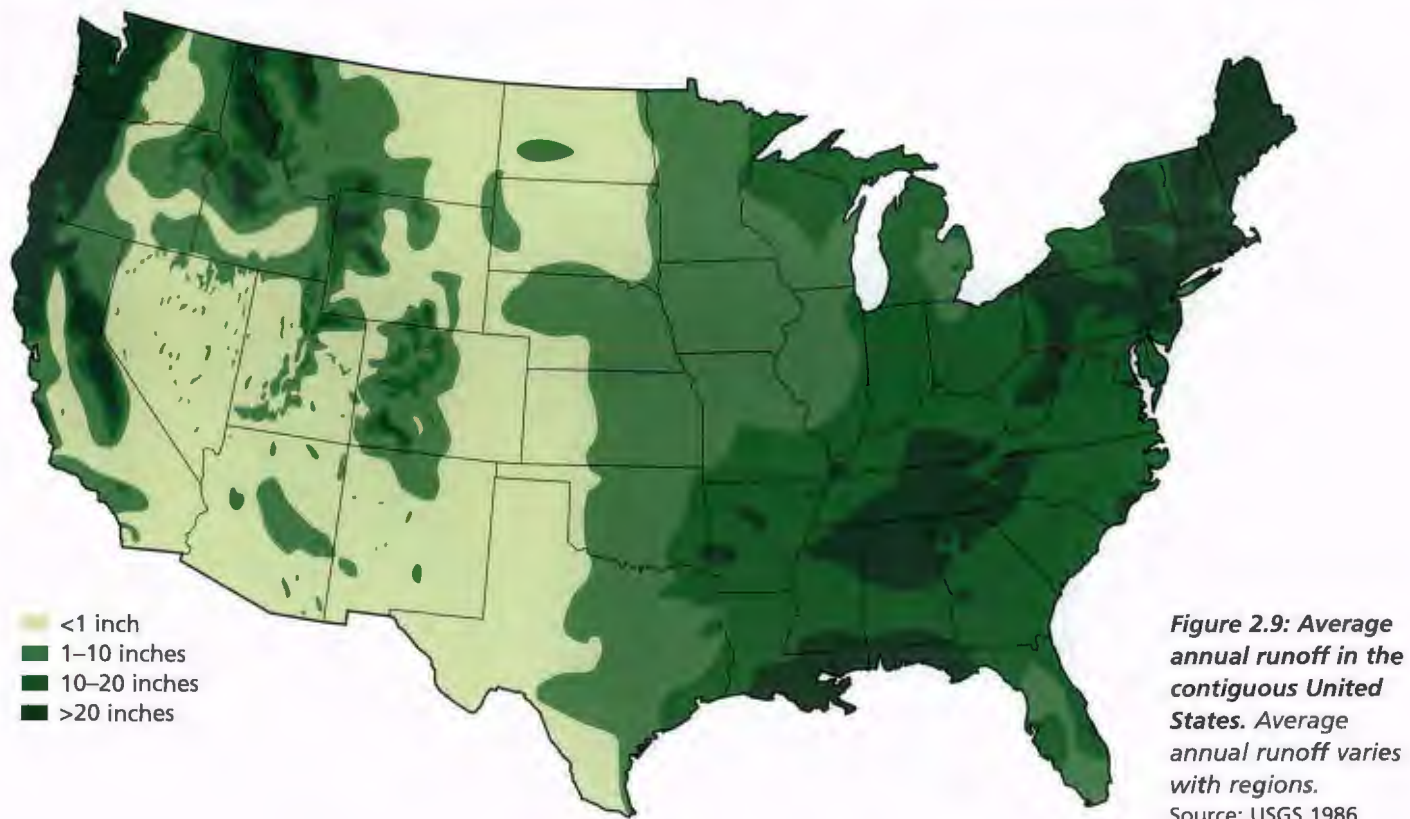 <1 inch
1–10 inches
10–20 inches
>20 inches
Figure 2.9: Average
annual runoff in the
contiguous United
States. Average
annual runoff varies
with regions.
Source: USGS 1986.